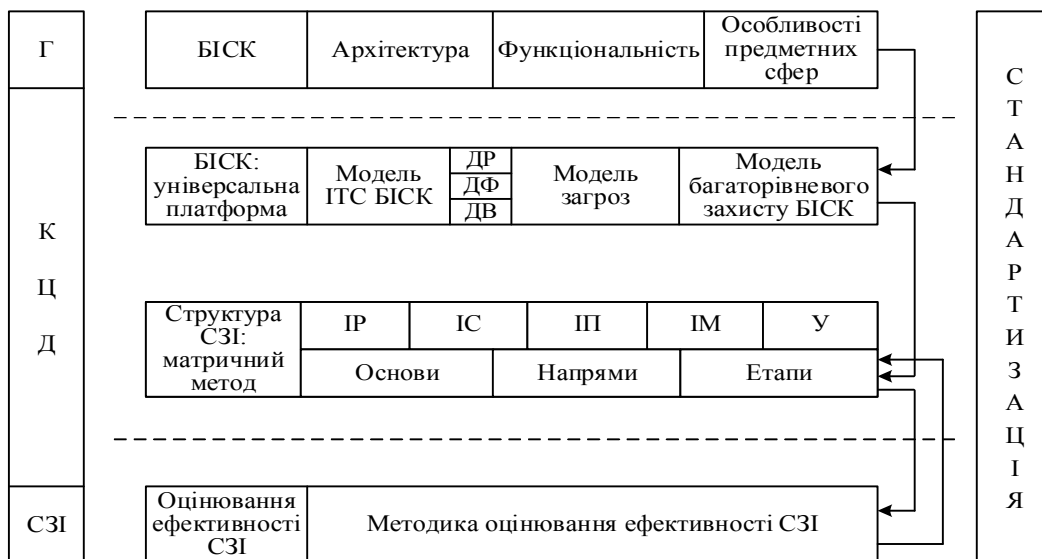 Г
БІСК
Архітектура
Функціональність
Особливості
предметних
сфер
К
Ц
Д
БІСК:
універсальна
платформа
Модель
ІТС БІСК
ДР
ДФ
ДВ
Модель
загроз
Модель
багаторівневого
захисту БІСК
Структура
СЗІ:
матричний
метод
ІР
ІС
ІП
ІМ
У
Основи
Напрями
Етапи
СЗІ
Оцінювання
ефективності
СЗІ
Методика оцінювання ефективності СЗІ
С
Т
А
Н
Д
А
Р
Т
И
З
А
Ц
І
Я